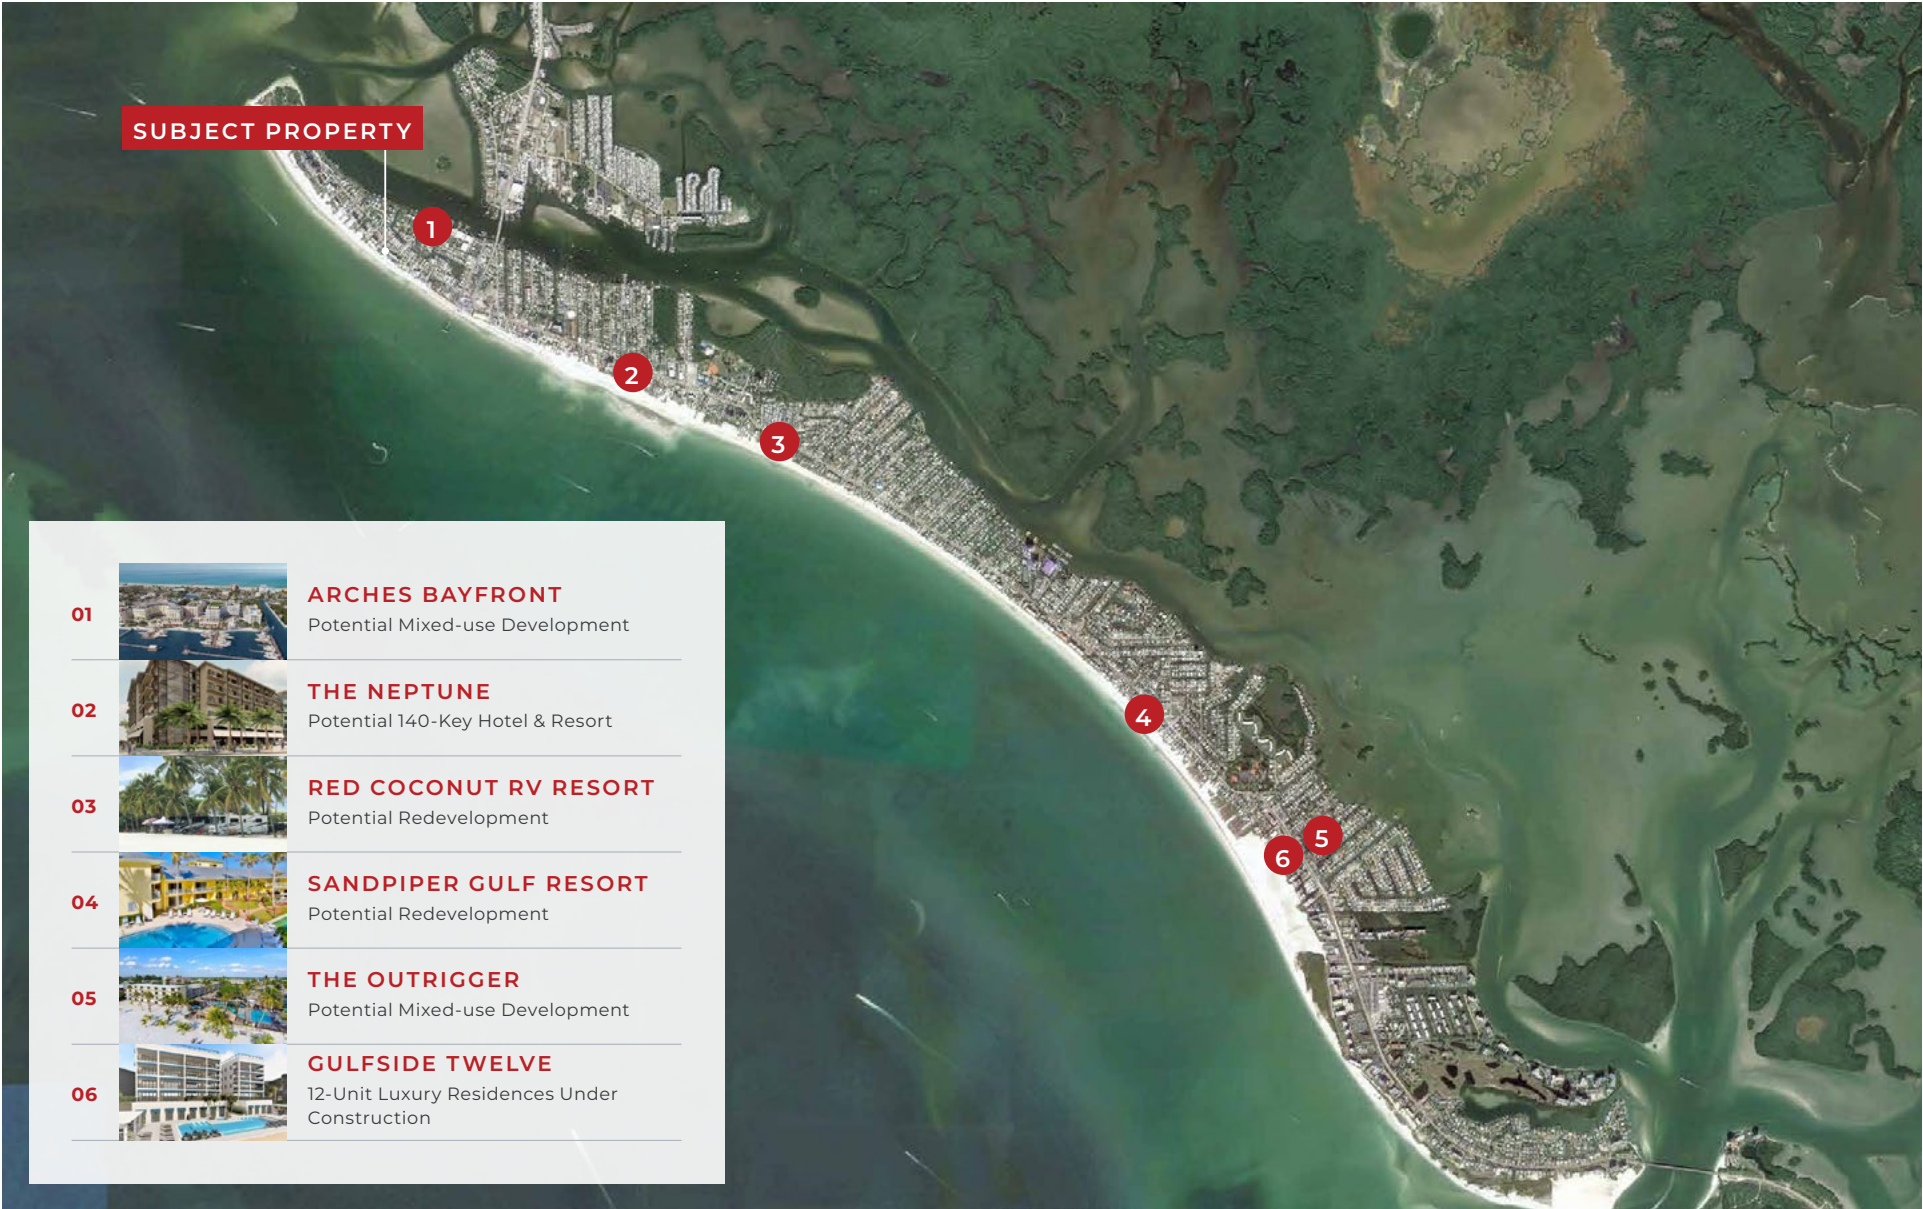 SUBJECT PROPERTY
1
2
3
4
5
6
01
ARCHES BAYFRONT
Potential Mixed-use Development
02
THE NEPTUNE
Potential 140-Key Hotel & Resort
03
RED COCONUT RV RESORT
Potential Redevelopment
04
SANDPIPER GULF RESORT
Potential Redevelopment
05
THE OUTRIGGER
Potential Mixed-use Development
06
GULFSIDE TWELVE
12-Unit Luxury Residences Under
Construction